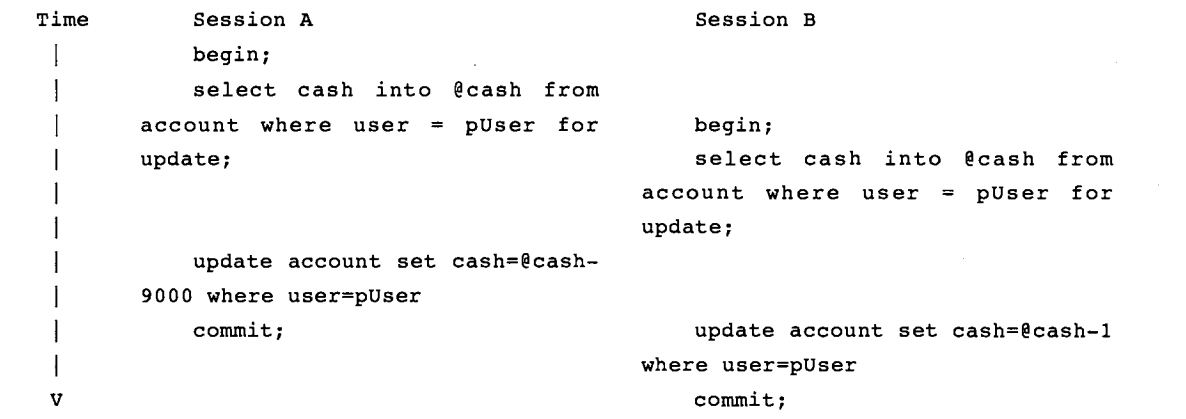 Time Session A Session B
| begin;
| select cash into @cash from
| account where user = pUser for begin;
| update; select cash into @cash from
| account where user = pUser for
| update;
| update account set cash=@cash-
| 9000 where user=pUser
| commit; update account set cash=@cash-1
| where user=pUser
V commit;